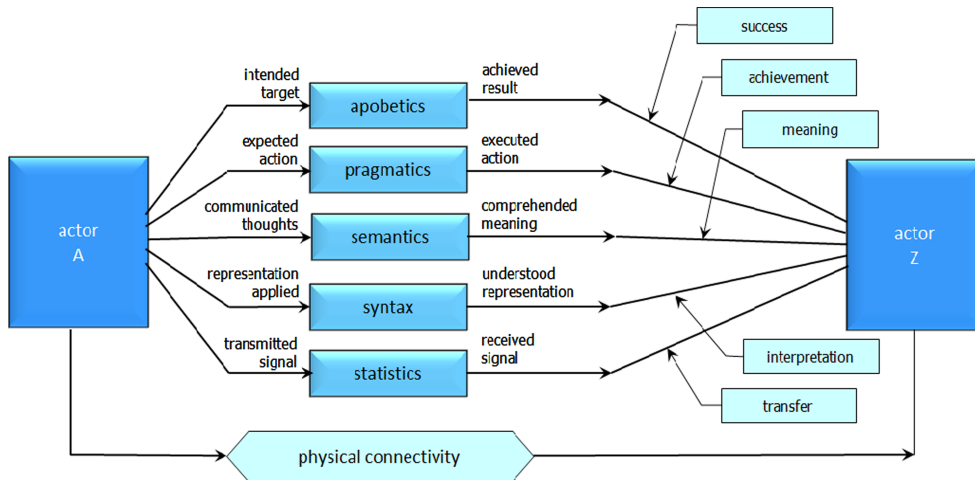 success
achievement
meaning
intended
target
apobetics
achieved
result
expected
action
pragmatics
executed
action
actor
A
communicated
thoughts
semantics
comprehended
meaning
actor
Z
representation
applied
syntax
understood
representation
transmitted
signal
statistics
received
signal
interpretation
transfer
physical connectivity